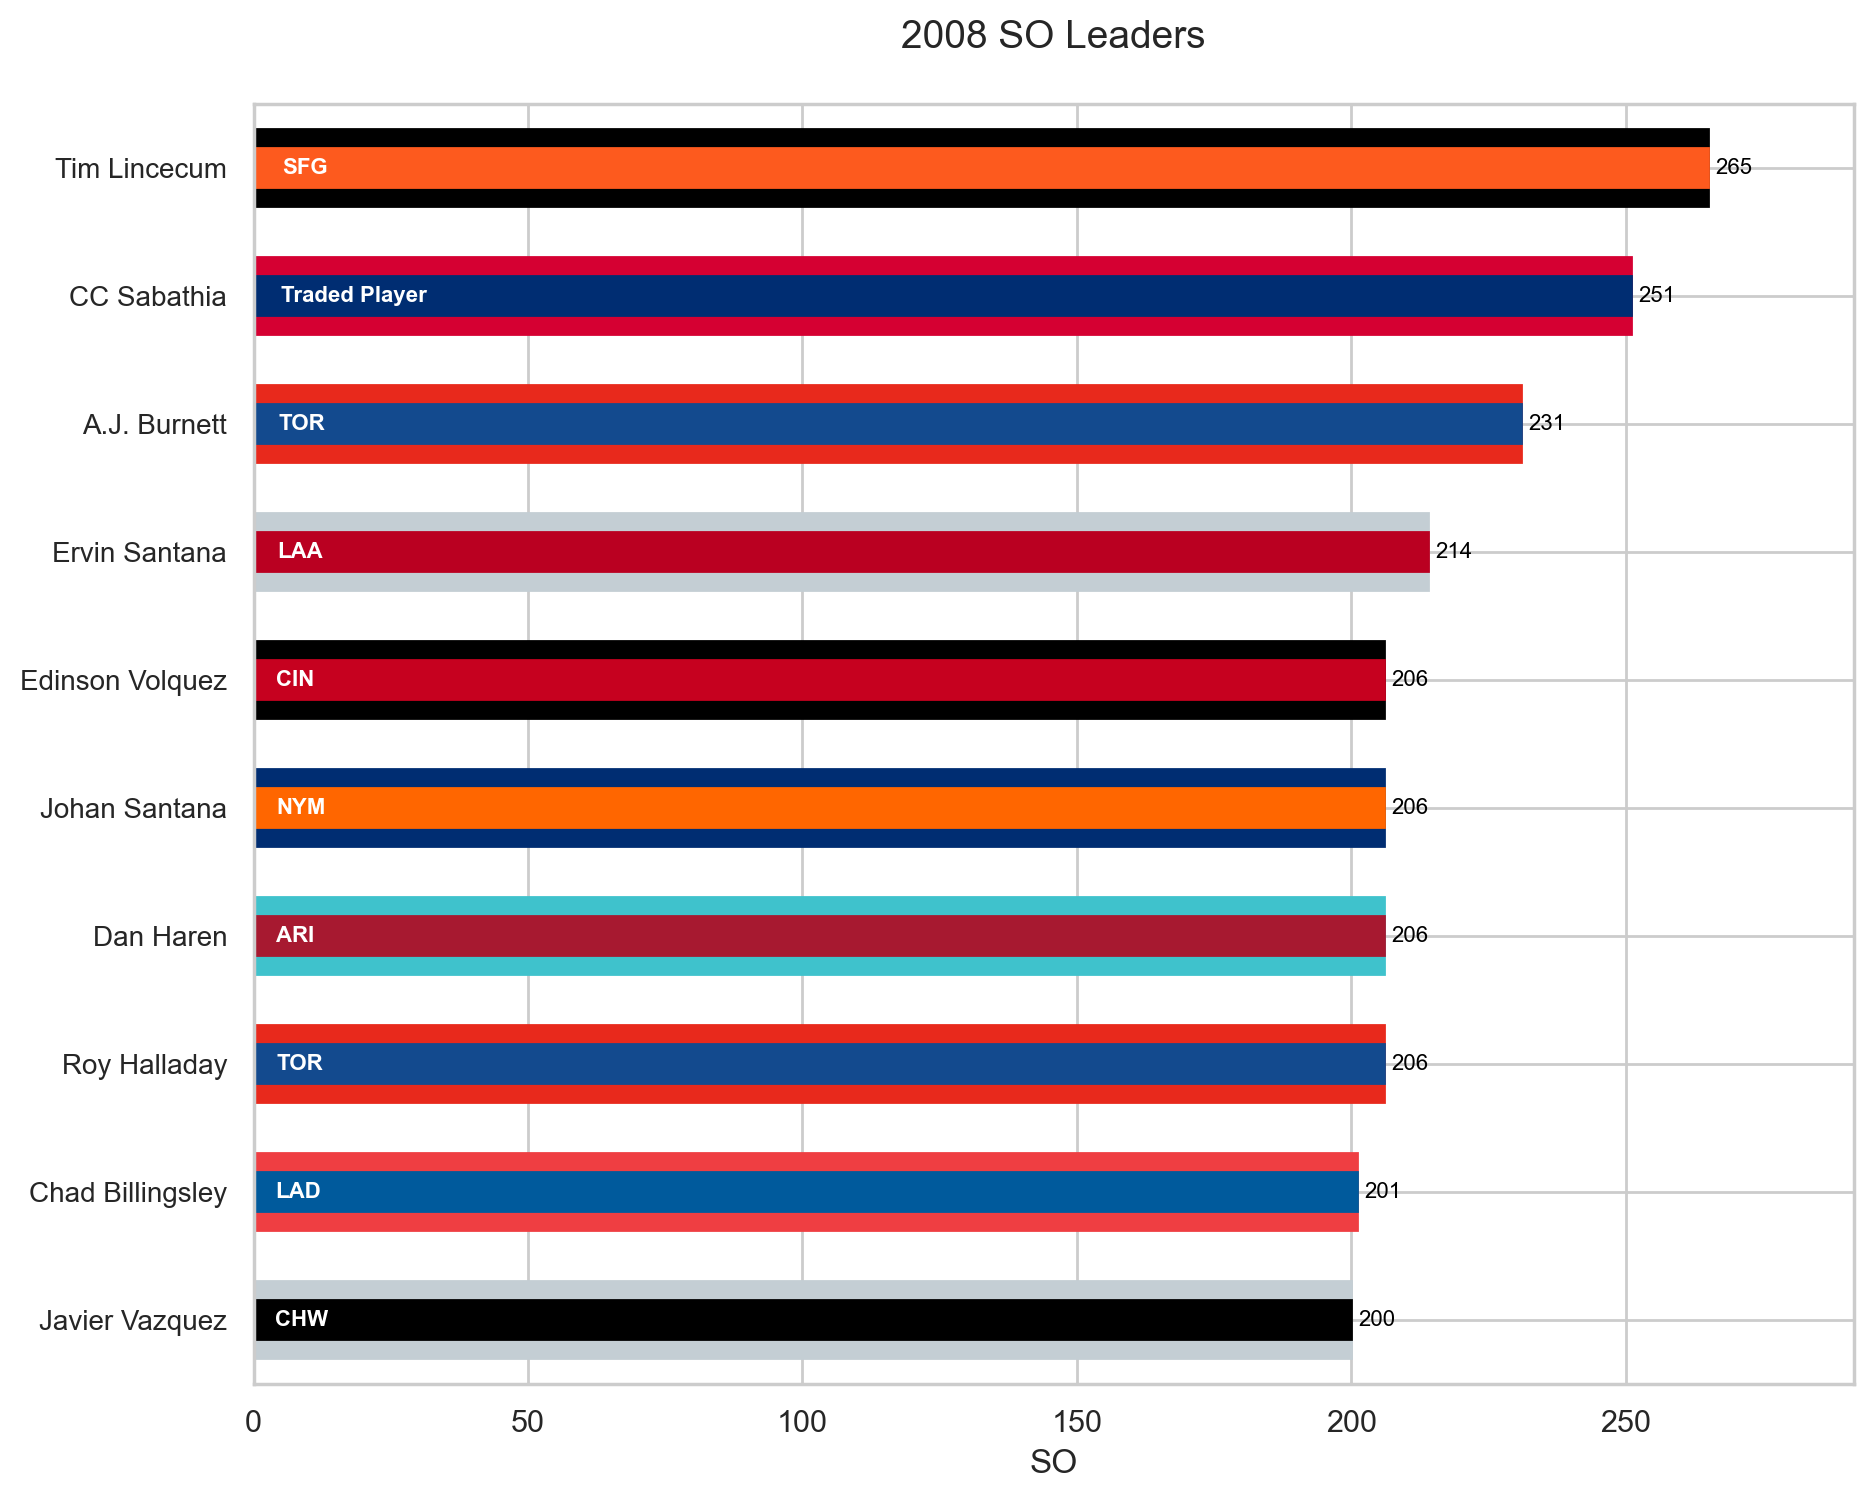 2008 SO Leaders
Tim Lincecum SFG 265
CC Sabathia Traded Player 251
A.J. Burnett TOR 231
Ervin Santana LAA 214
Edinson Volquez CIN 206
Johan Santana NYM 206
Dan Haren ARI 206
Roy Halladay TOR 206
Chad Billingsley LAD 201
Javier Vazquez CHW 200
0 50 100 150 200 250
SO